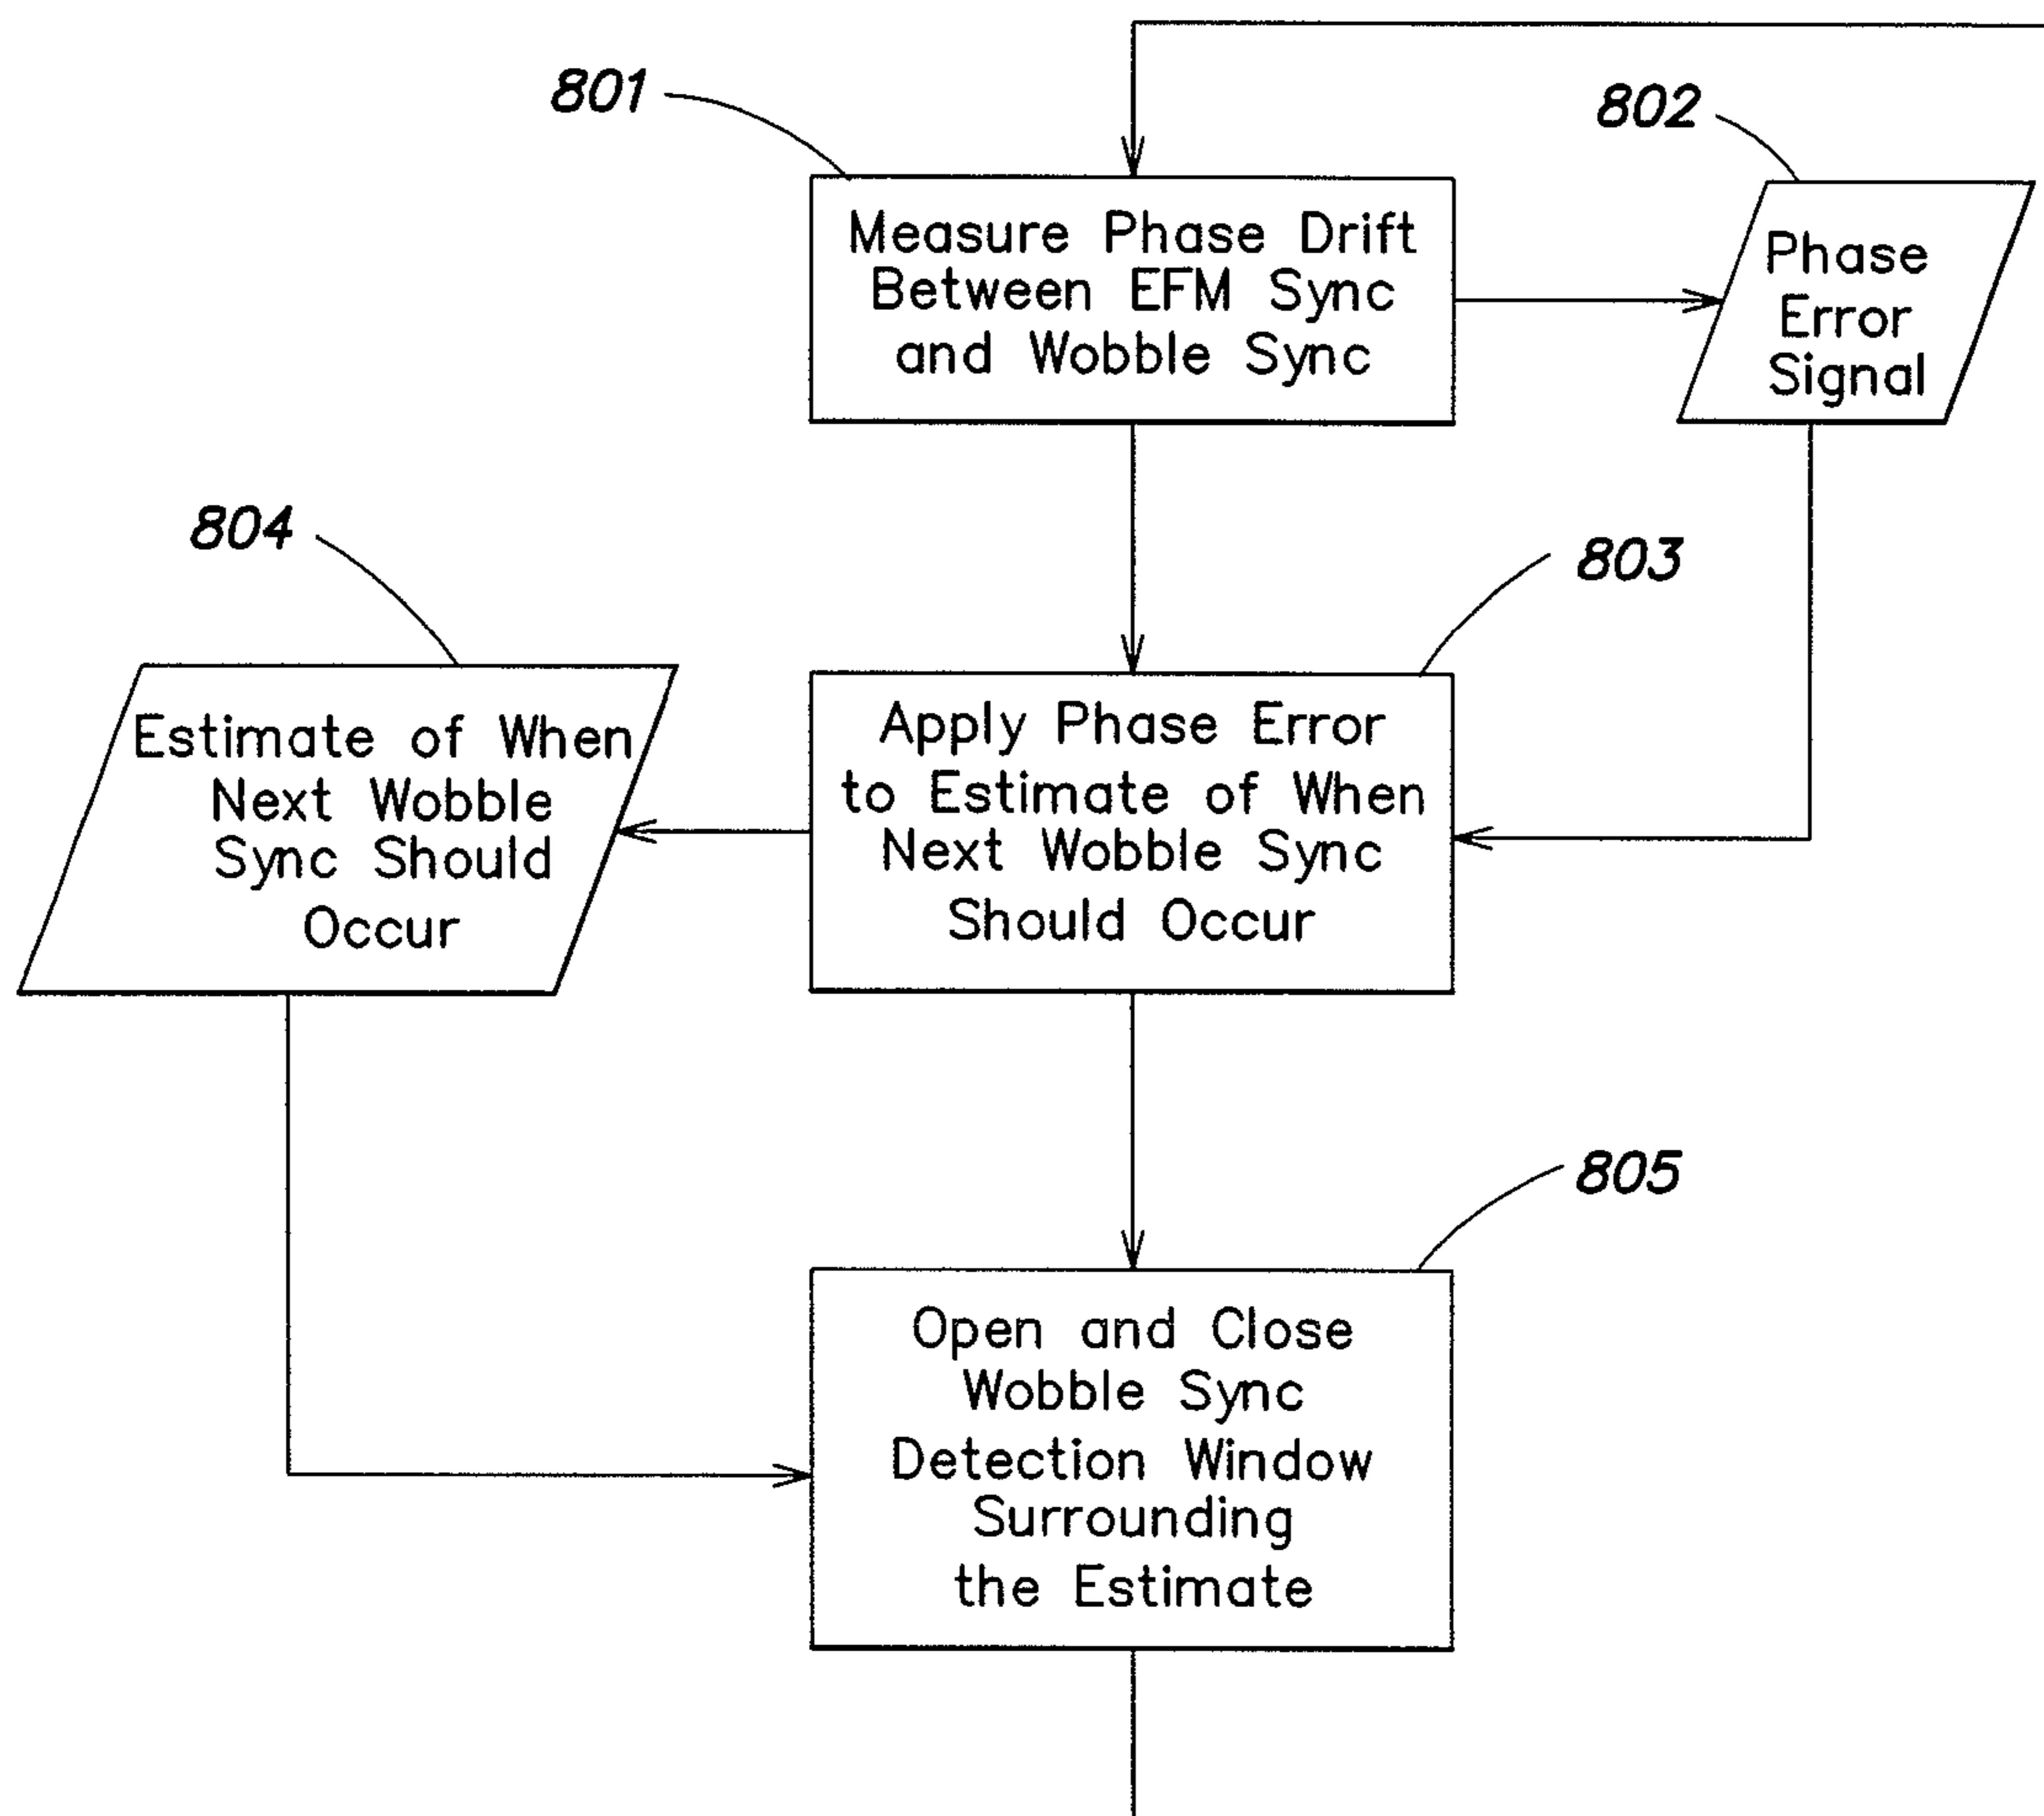 801
Measure Phase Drift
Between EFM Sync
and Wobble Sync
802
Phase
Error
Signal
804
Estimate of When
Next Wobble
Sync Should
Occur
803
Apply Phase Error
to Estimate of When
Next Wobble Sync
Should Occur
805
Open and Close
Wobble Sync
Detection Window
Surrounding
the Estimate